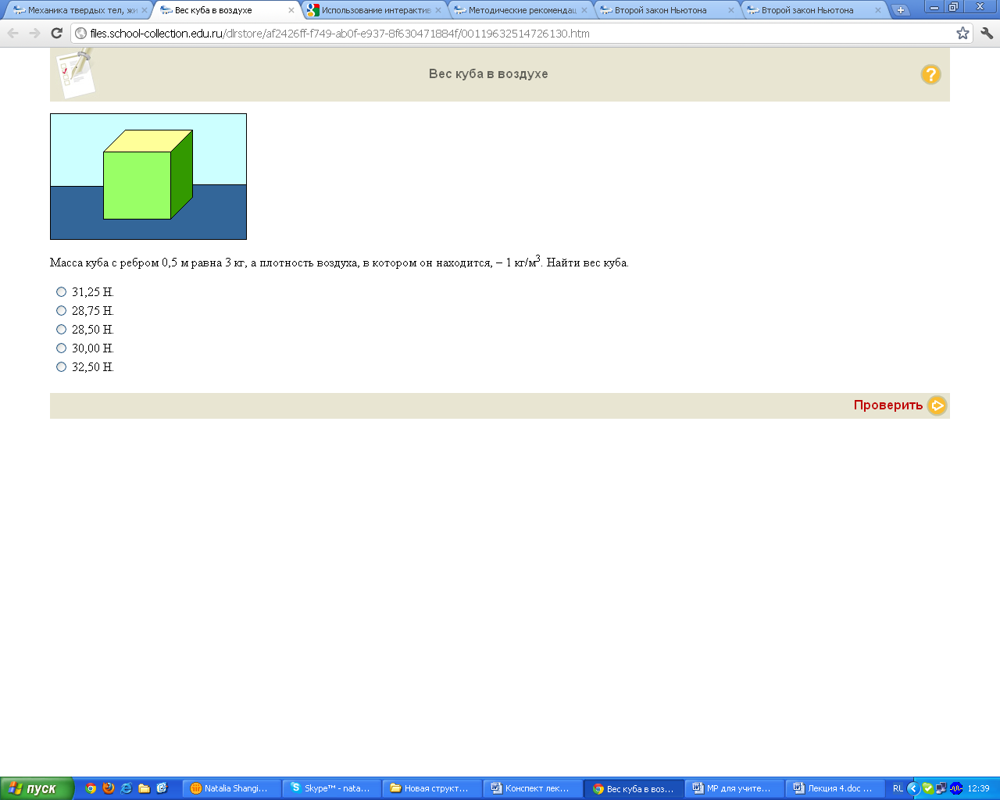 Механика твердых тел, жи
Вес куба в воздухе
Использование интерактив
Методические рекомендац
Второй закон Ньютона
Второй закон Ньютона
files.school-collection.edu.ru/dlrstore/af2426ff-f749-ab0f-e937-8f630471884f/00119632514726130.htm
Вес куба в воздухе
?
Масса куба с ребром 0,5 м равна 3 кг, а плотность воздуха, в котором он находится, – 1 кг/м³. Найти вес куба.
31,25 Н.
28,75 Н.
28,50 Н.
30,00 Н.
32,50 Н.
Проверить
пуск
Natalia Shangi...
Skype™ - nata...
Новая структ...
Конспект лек...
Вес куба в воз...
МР для учите...
Лекция 4.doc ...
RL
12:39